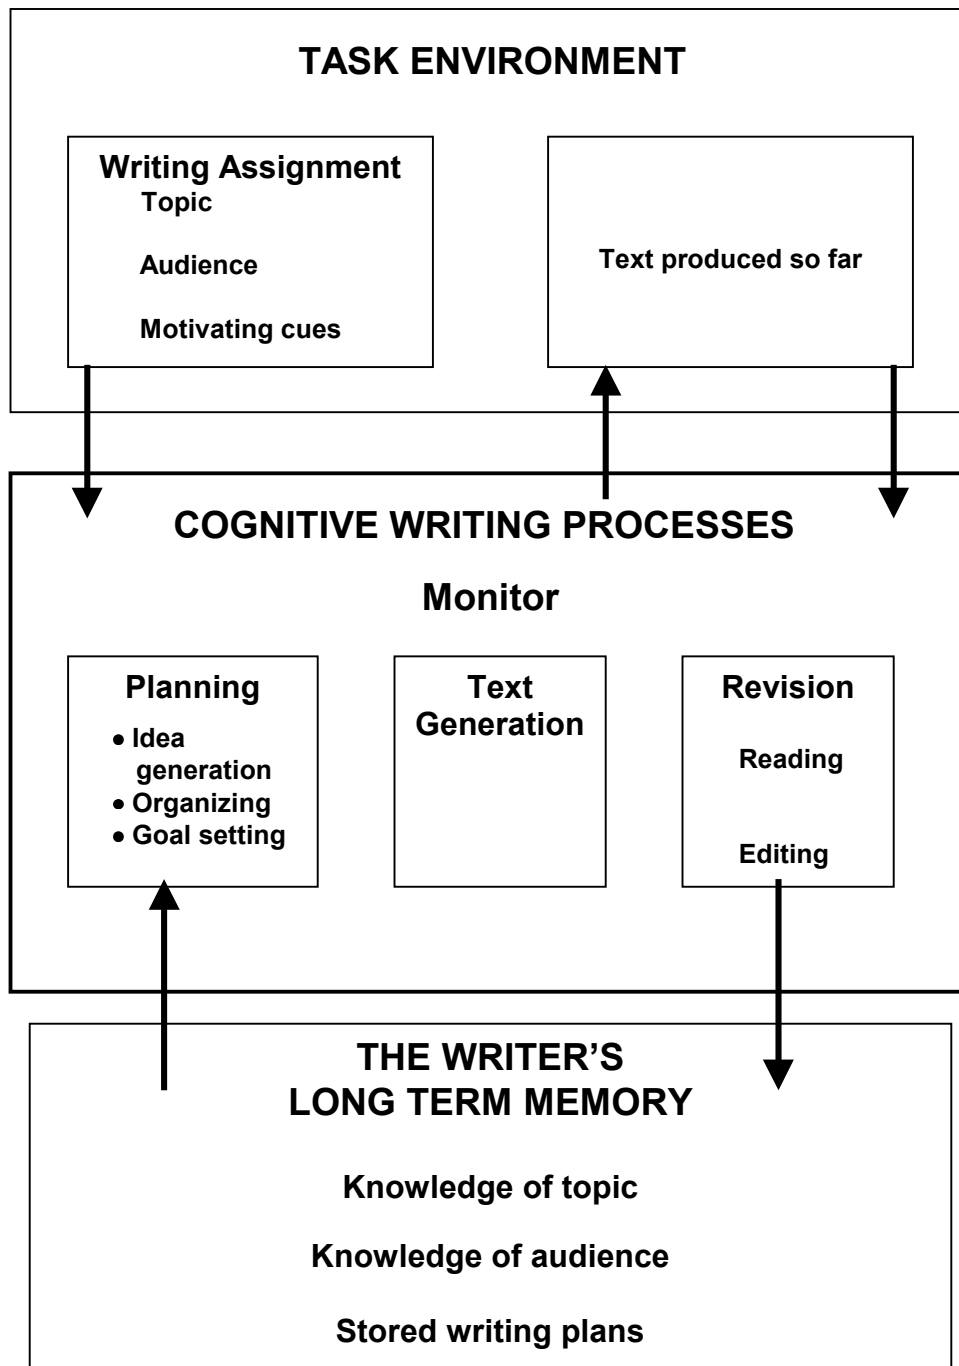 TASK ENVIRONMENT
Writing Assignment
Topic
Audience
Motivating cues
Text produced so far
COGNITIVE WRITING PROCESSES
Monitor
Planning
• Idea
generation
• Organizing
• Goal setting
Text
Generation
Revision
Reading
Editing
THE WRITER’S
LONG TERM MEMORY
Knowledge of topic
Knowledge of audience
Stored writing plans